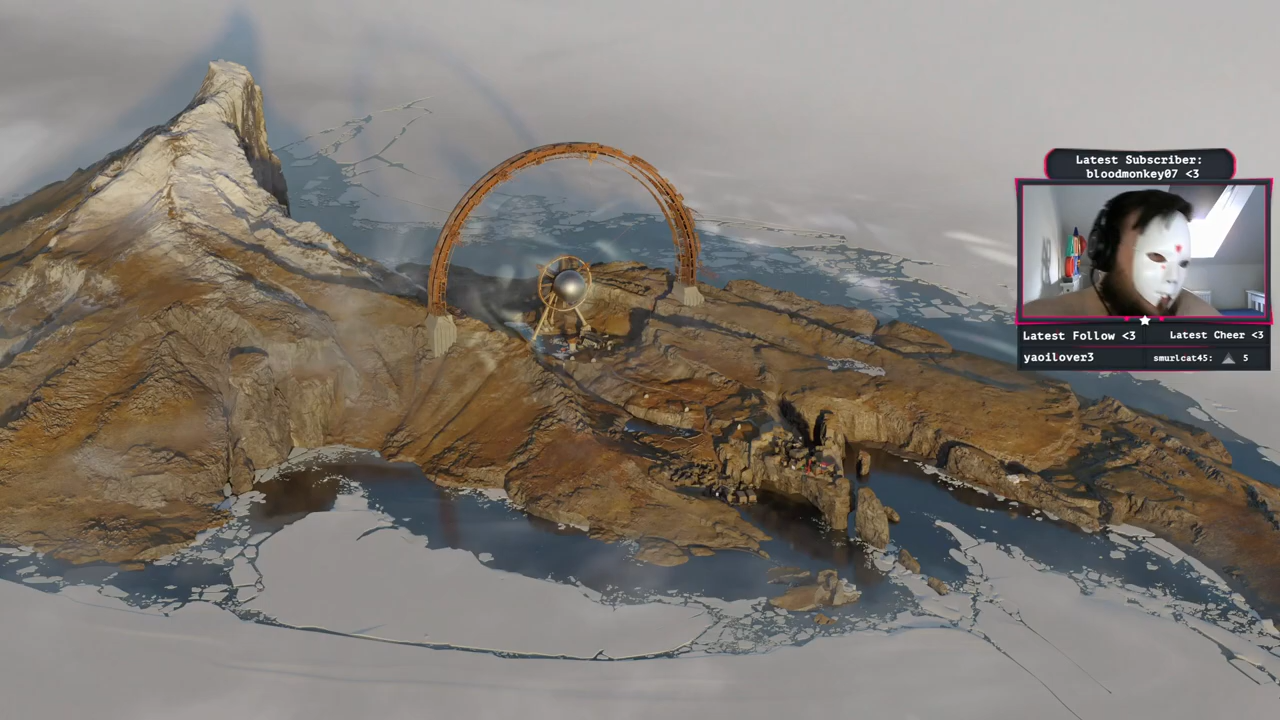 Latest Subscriber:
bloodmonkey07 <3
Latest Follow <3
Latest Cheer <3
yaoilover3
smurlcat45: 5